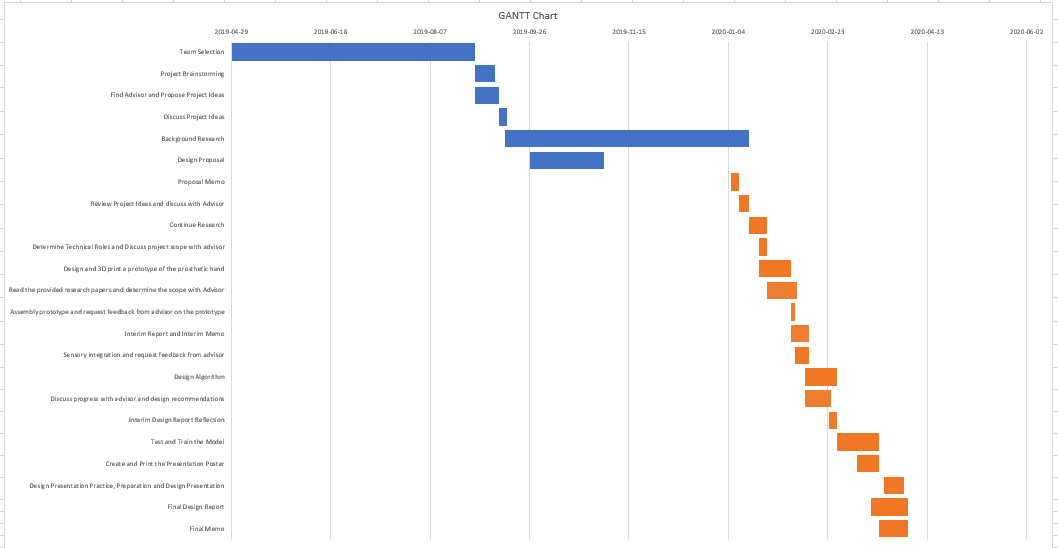 GANTT Chart
2019-04-29 2019-06-18 2019-08-07 2019-09-26 2019-11-15 2020-01-04 2020-02-23 2020-04-13 2020-06-02
Team Selection
Project Brainstorming
Find Advisor and Propose Project Ideas
Discuss Project Ideas
Background Research
Design Proposal
Proposal Memo
Review Project Ideas and discuss with Advisor
Continue Research
Determine Technical Roles and Discuss project scope with advisor
Design and 3D print a prototype of the prosthetic hand
Read the provided research papers and determine the scope with Advisor
Assembly prototype and request feedback from advisor on the prototype
Interim Report and Interim Memo
Sensory integration and request feedback from advisor
Design Algorithm
Discuss progress with advisor and design recommendations
Interim Design Report Reflection
Test and Train the Model
Create and Print the Presentation Poster
Design Presentation Practice, Preparation and Design Presentation
Final Design Report
Final Memo